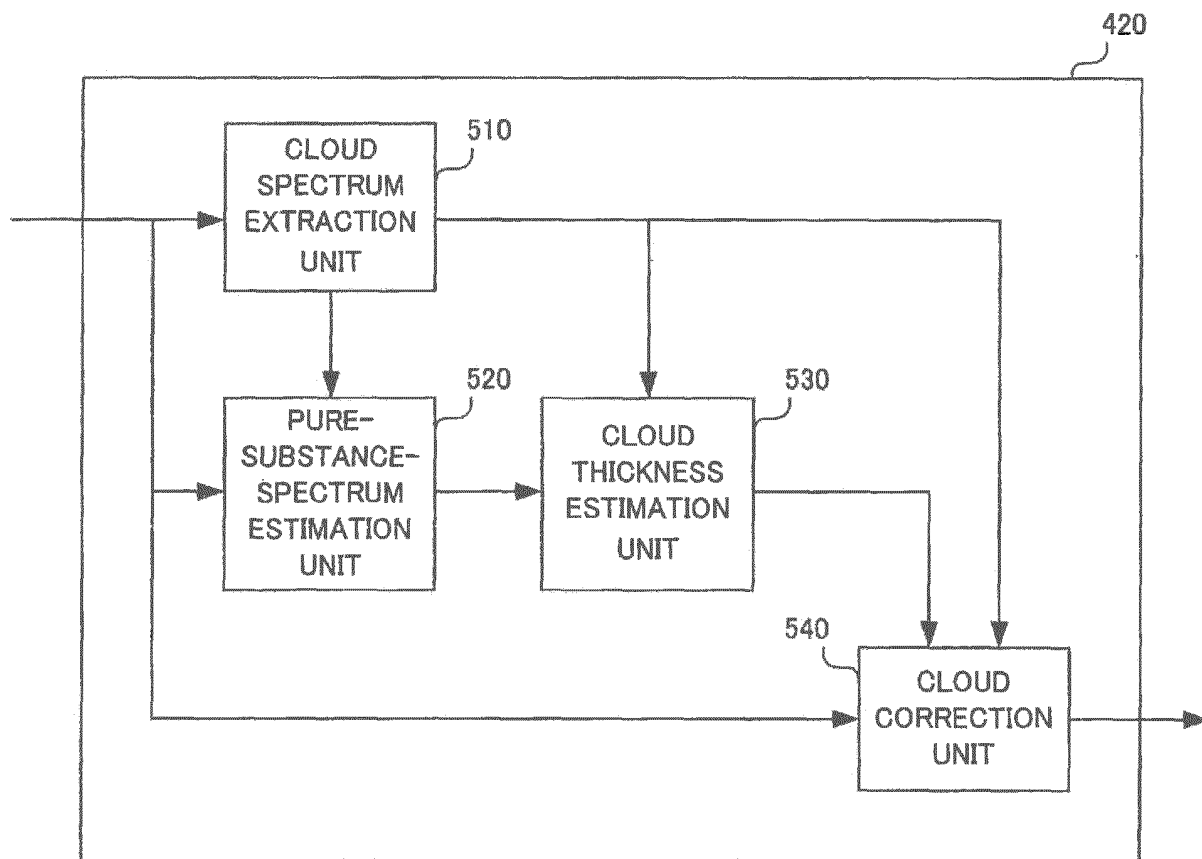 420
510
CLOUD
SPECTRUM
EXTRACTION
UNIT
520
PURE-
SUBSTANCE-
SPECTRUM
ESTIMATION
UNIT
530
CLOUD
THICKNESS
ESTIMATION
UNIT
540
CLOUD
CORRECTION
UNIT